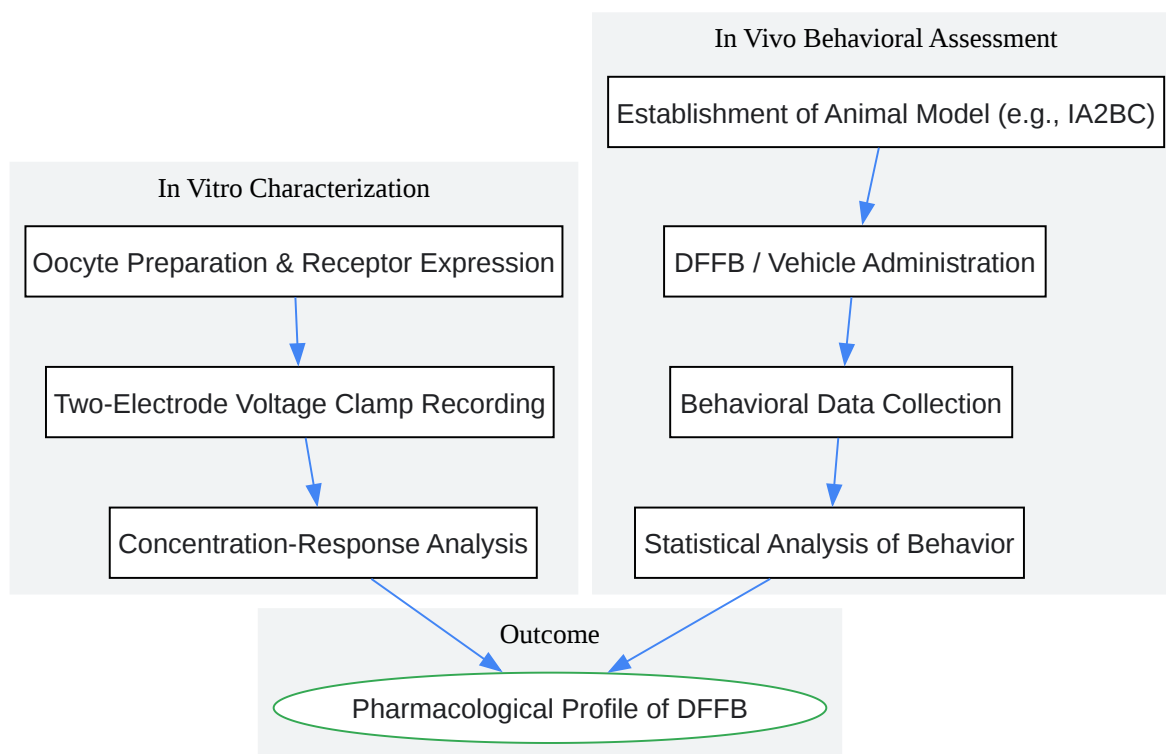 In Vitro Characterization
Oocyte Preparation & Receptor Expression
Two-Electrode Voltage Clamp Recording
Concentration-Response Analysis
In Vivo Behavioral Assessment
Establishment of Animal Model (e.g., IA2BC)
DFFB / Vehicle Administration
Behavioral Data Collection
Statistical Analysis of Behavior
Outcome
Pharmacological Profile of DFFB